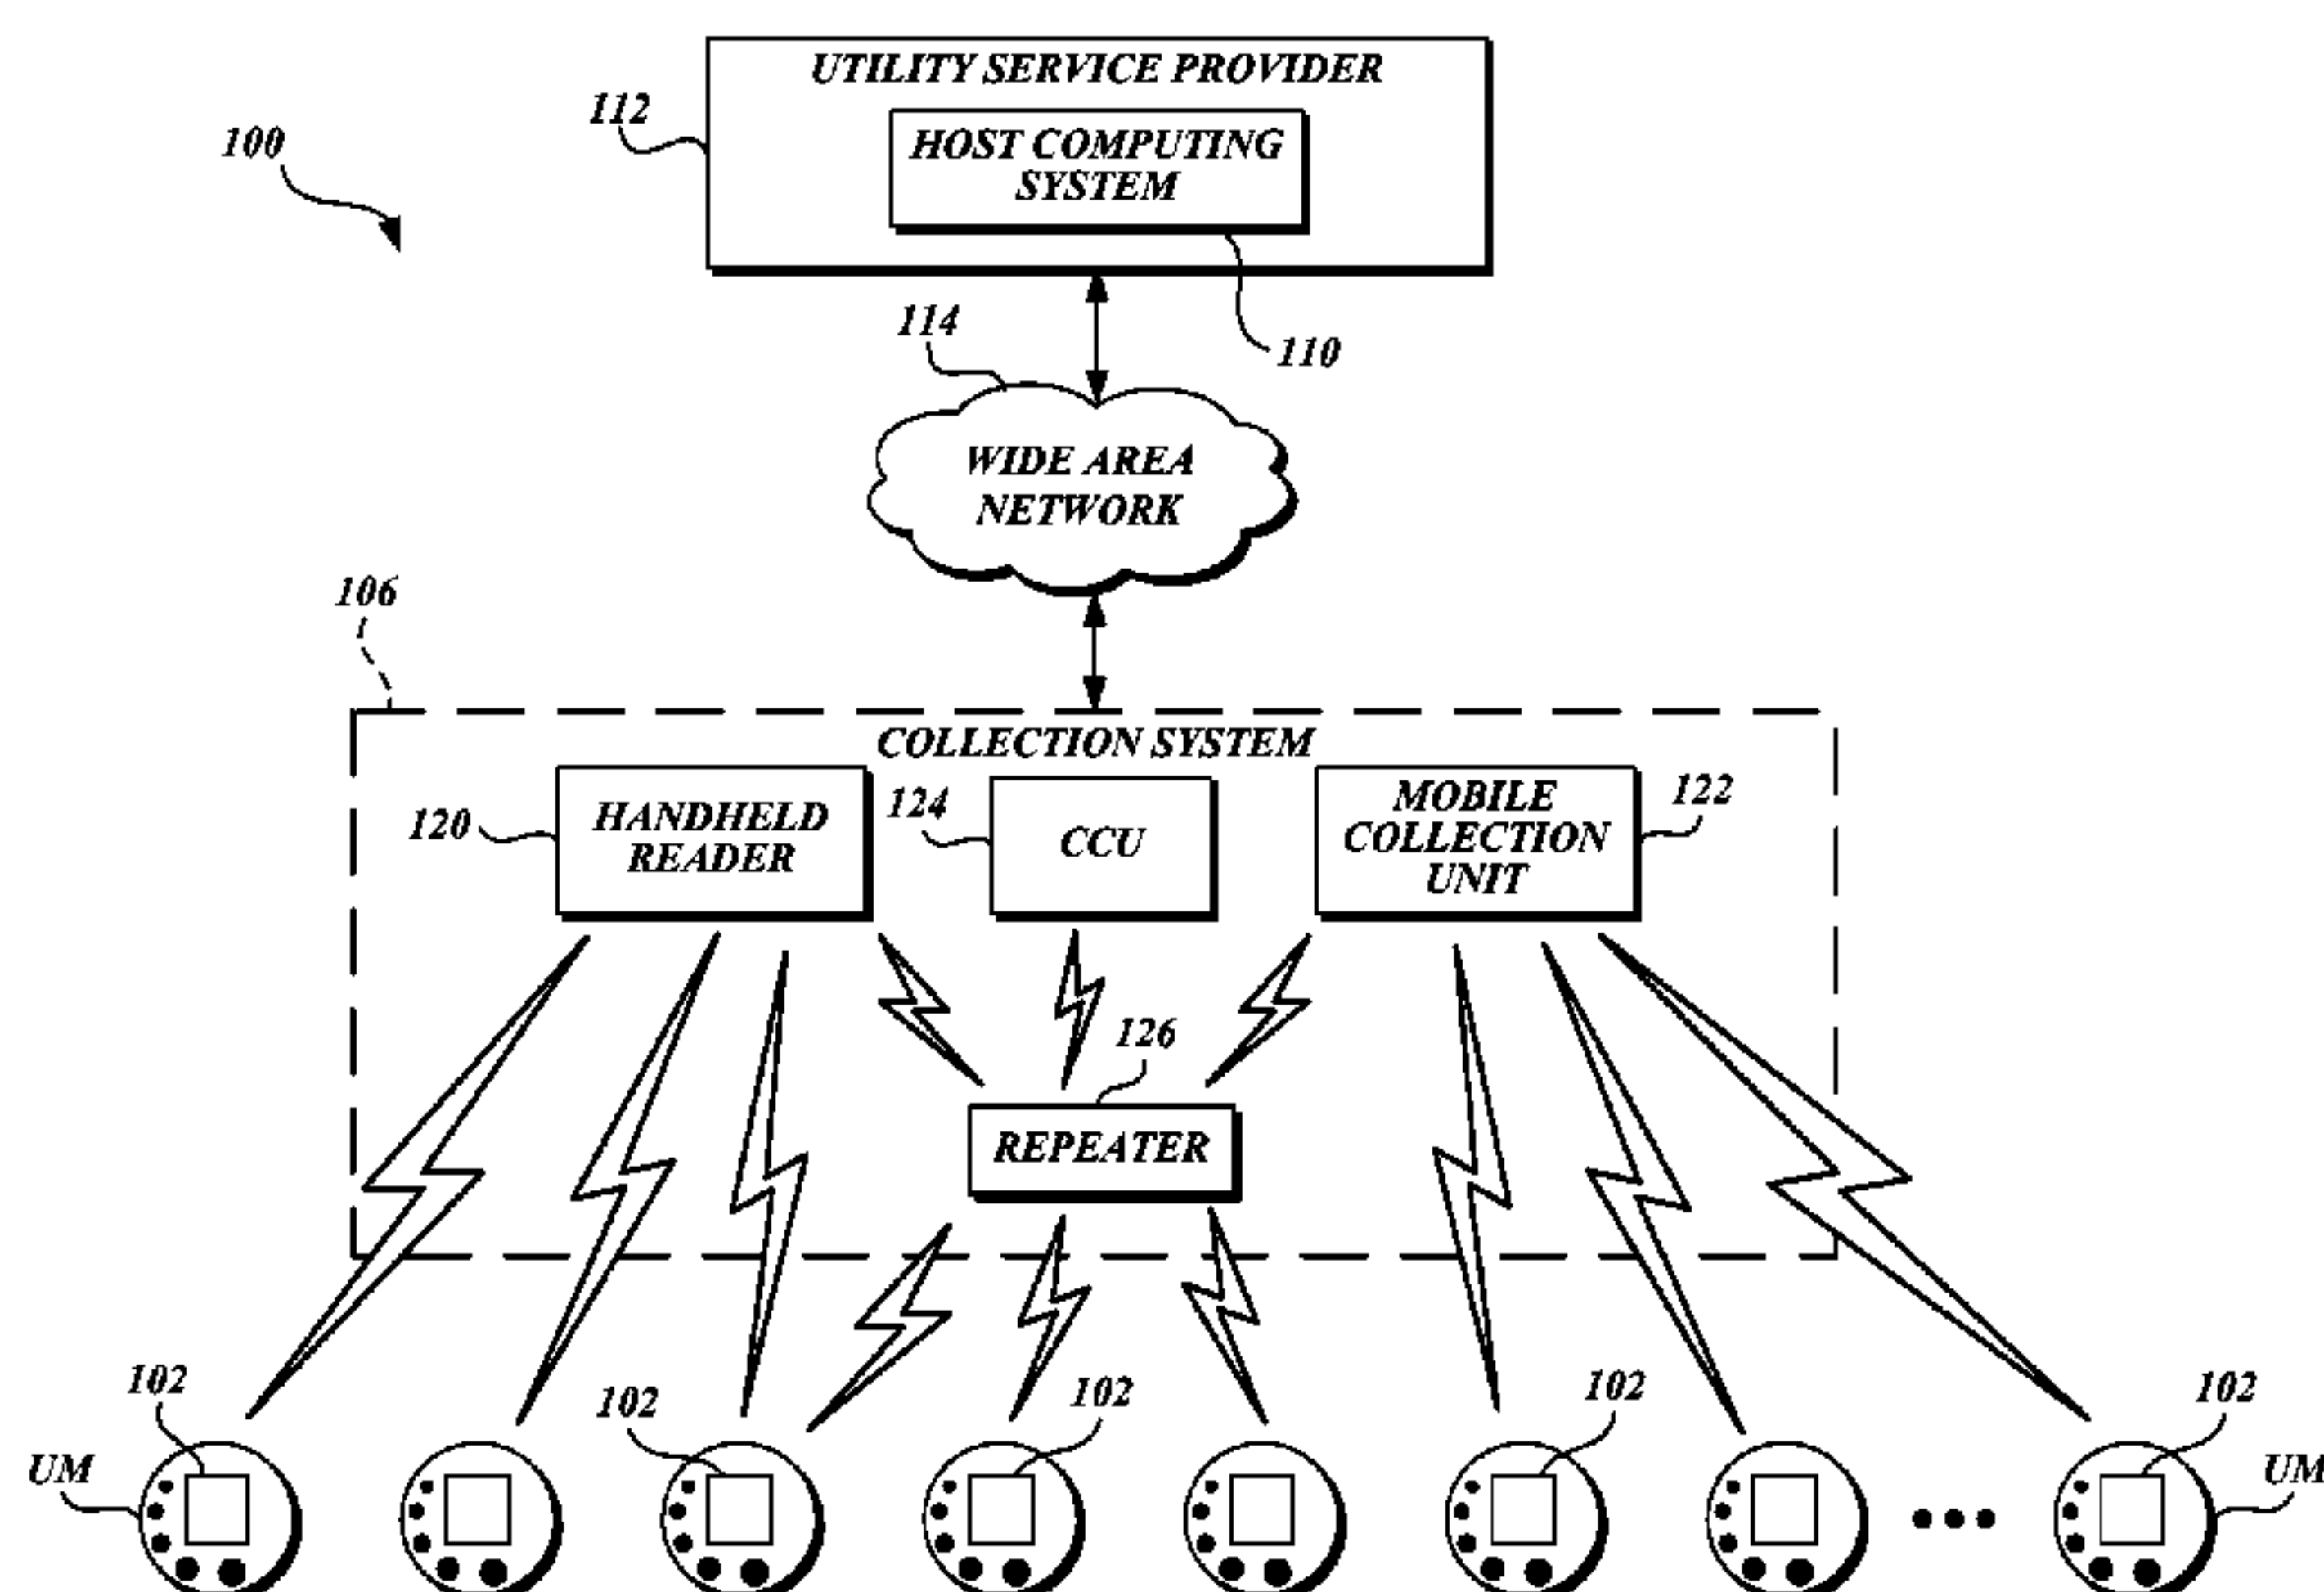 UTILITY SERVICE PROVIDER
112
100
HOST COMPUTING
SYSTEM
114
110
WIDE AREA
NETWORK
106
COLLECTION SYSTEM
120
HANDHELD
READER
124
CCU
MOBILE
COLLECTION
UNIT
122
126
REPEATER
102
102
102
102
102
UM
UM